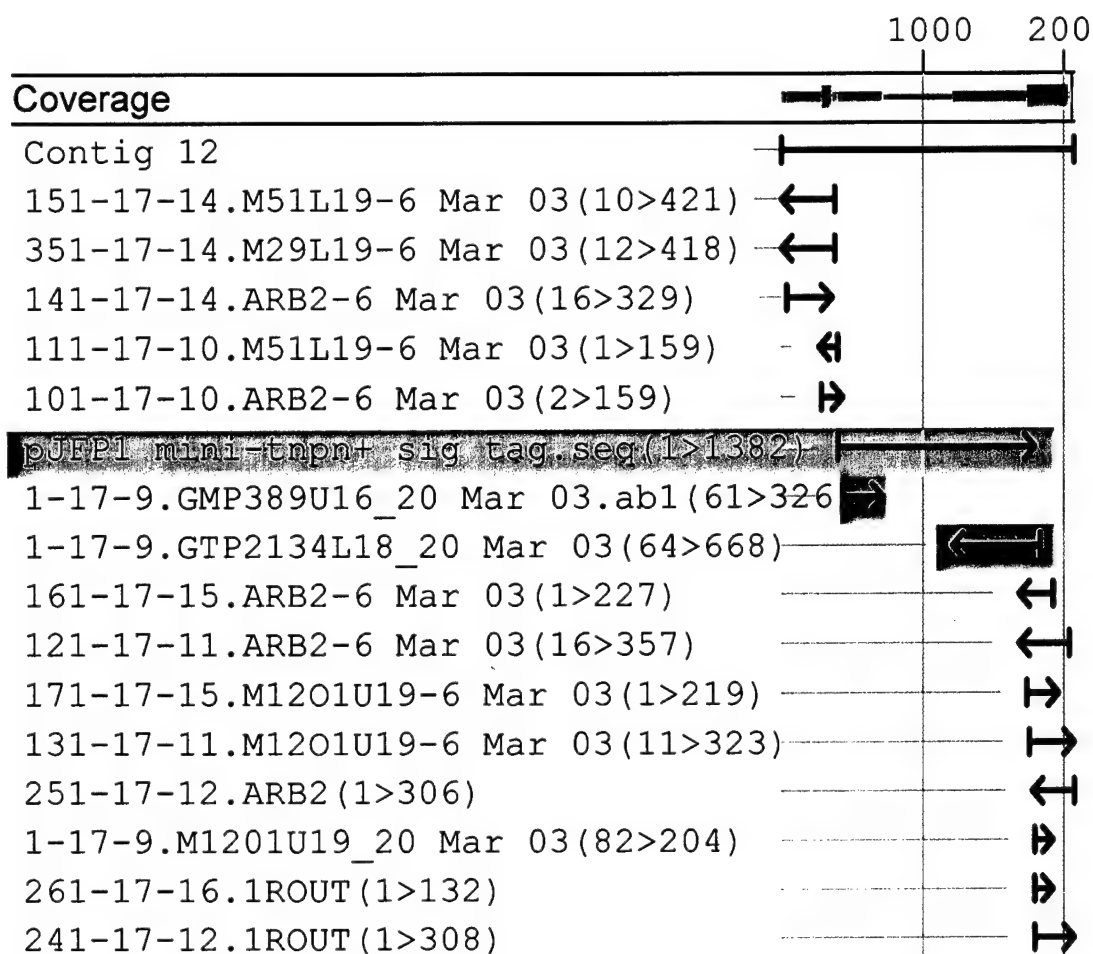 1000 200
Coverage
Contig 12
151-17-14.M51L19-6 Mar 03(10>421)
351-17-14.M29L19-6 Mar 03(12>418)
141-17-14.ARB2-6 Mar 03(16>329)
111-17-10.M51L19-6 Mar 03(1>159)
101-17-10.ARB2-6 Mar 03(2>159)
pJFP1 mini-tnpn+ sig tag.seq(1>1382)
1-17-9.GMP389U16_20 Mar 03.ab1(61>326
1-17-9.GTP2134L18_20 Mar 03(64>668)
161-17-15.ARB2-6 Mar 03(1>227)
121-17-11.ARB2-6 Mar 03(16>357)
171-17-15.M12O1U19-6 Mar 03(1>219)
131-17-11.M12O1U19-6 Mar 03(11>323)
251-17-12.ARB2(1>306)
1-17-9.M1201U19_20 Mar 03(82>204)
261-17-16.1ROUT(1>132)
241-17-12.1ROUT(1>308)